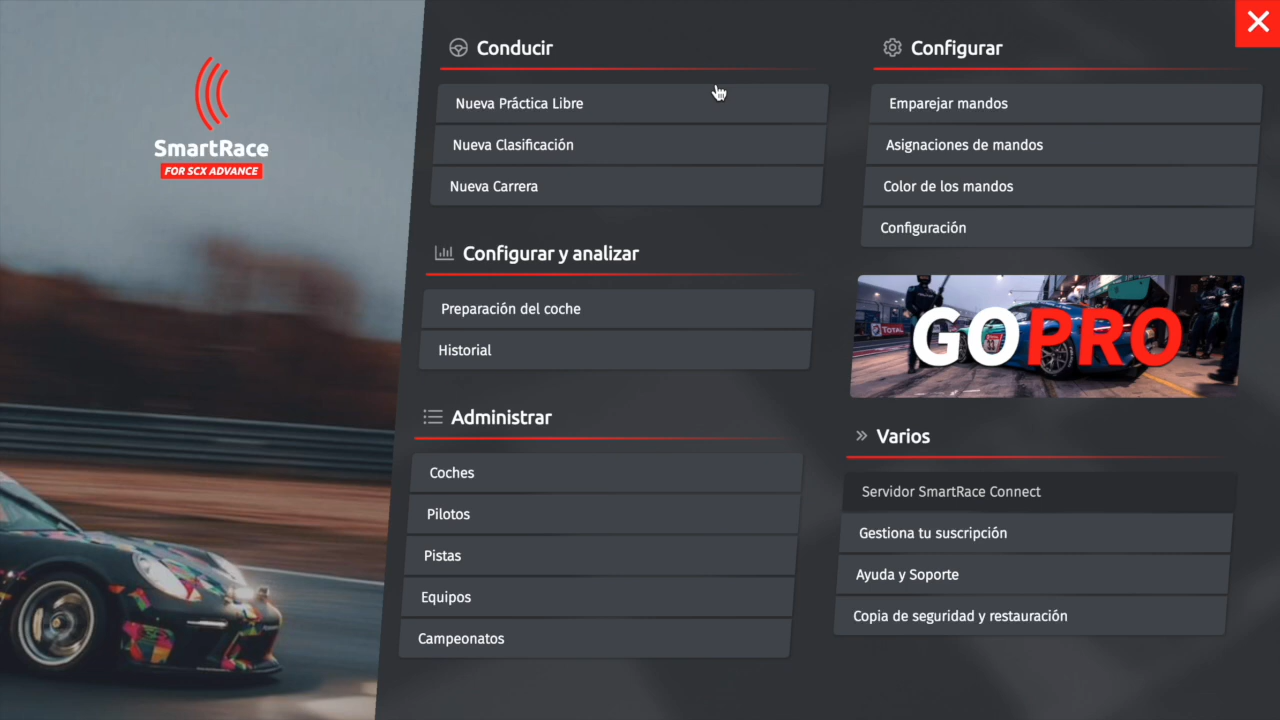 SmartRace
FOR SCX ADVANCE
Conducir
Nueva Práctica Libre
Nueva Clasificación
Nueva Carrera
Configurar y analizar
Preparación del coche
Historial
Administrar
Coches
Pilotos
Pistas
Equipos
Campeonatos
Configurar
Emparejar mandos
Asignaciones de mandos
Color de los mandos
Configuración
TOTAL
GOPRO
Varios
Servidor SmartRace Connect
Gestiona tu suscripción
Ayuda y Soporte
Copia de seguridad y restauración